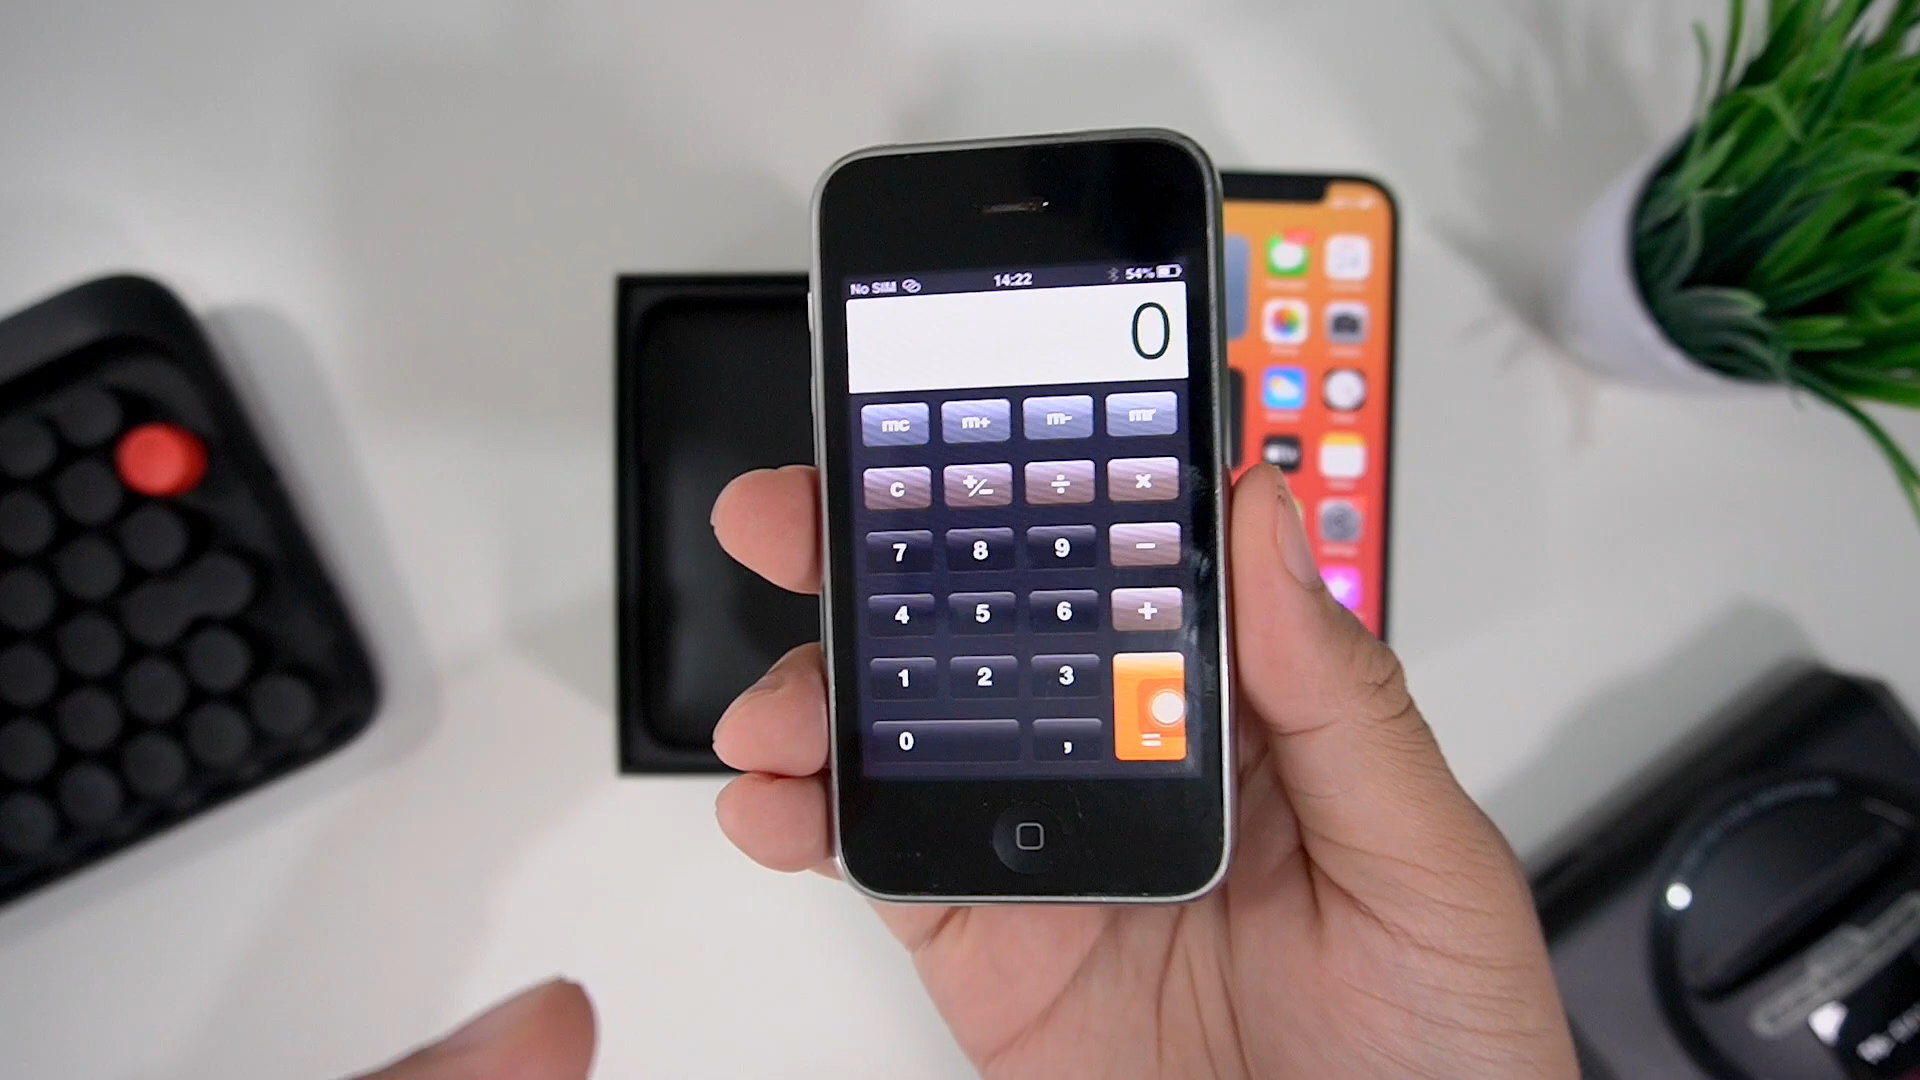 No SIM 14:22 54%
0
mc m+ m- mr
c +/- ÷ ×
7 8 9 −
4 5 6 +
1 2 3
0 , =